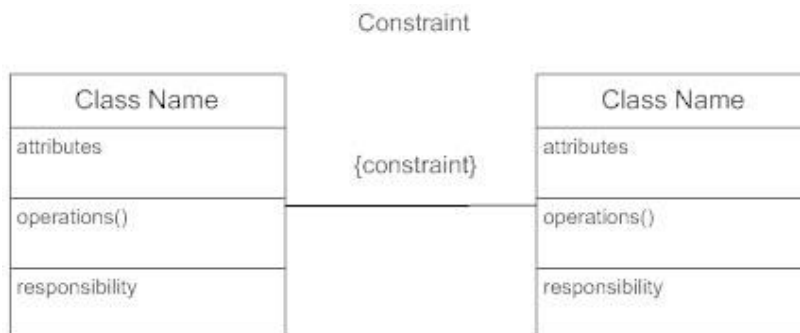 Constraint
Class Name
attributes
operations()
responsibility
{constraint}
Class Name
attributes
operations()
responsibility